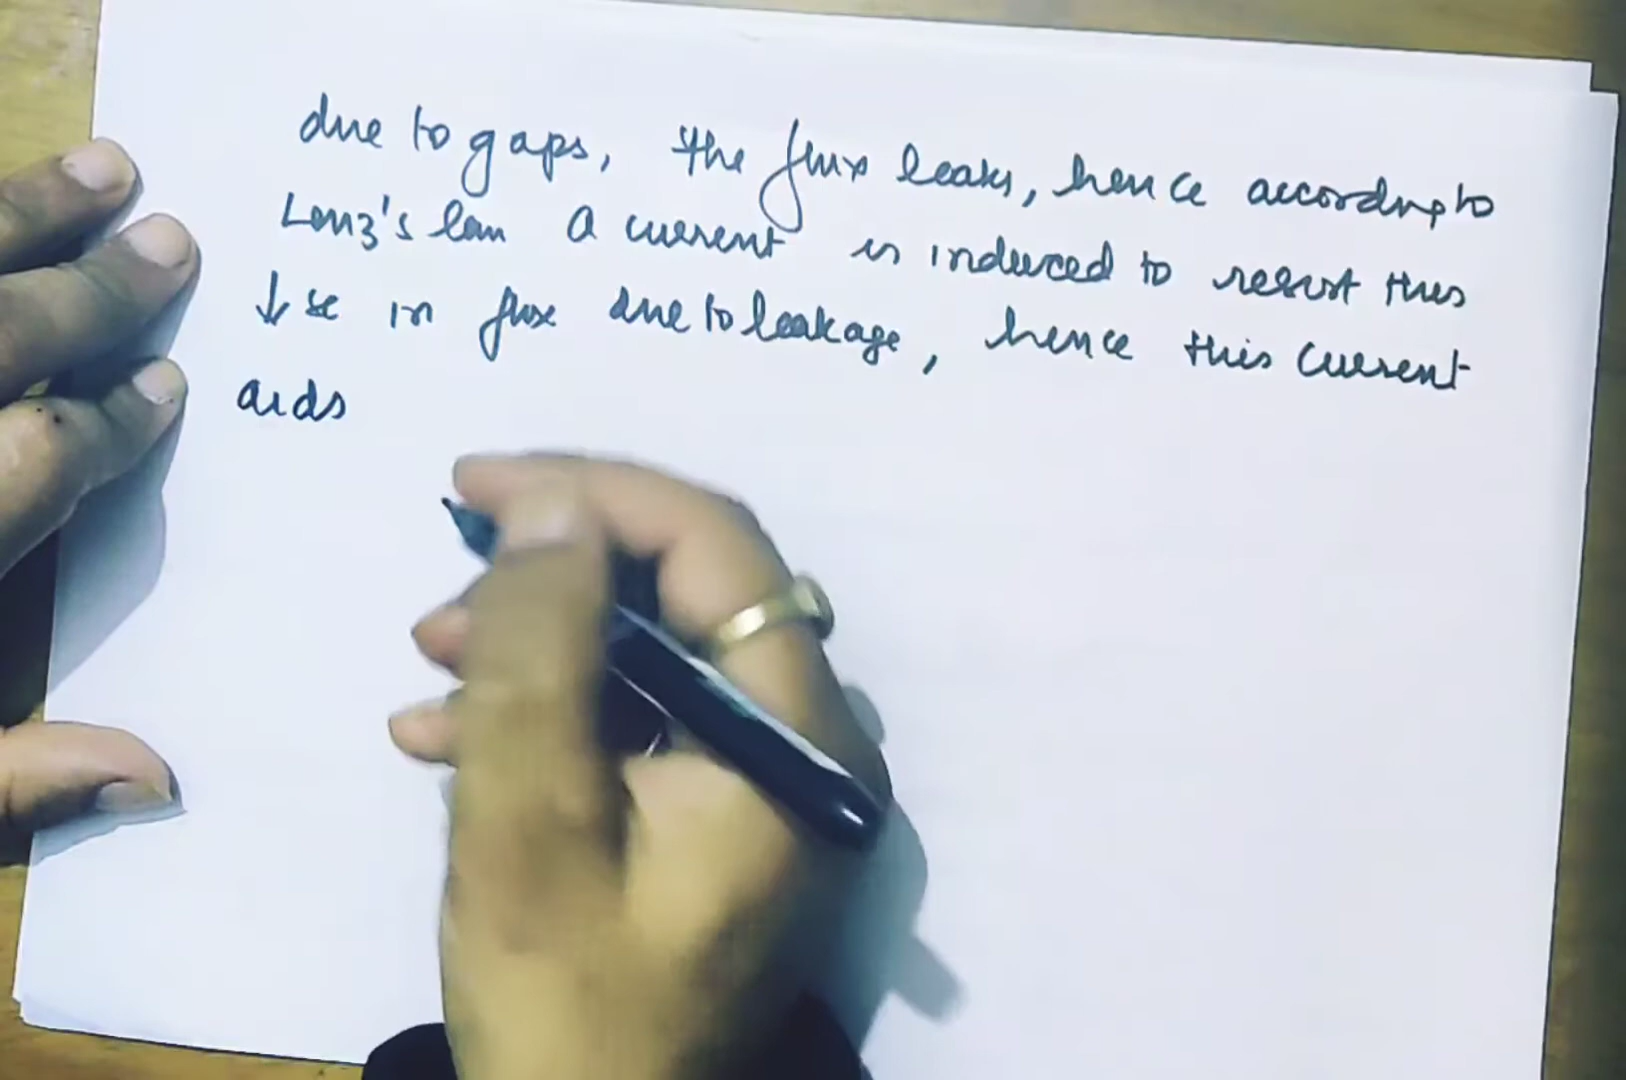 due to gaps, the flux leaks, hence according to
Lenz's law a current is induced to resist this
↓se in flux due to leakage, hence this current
aids